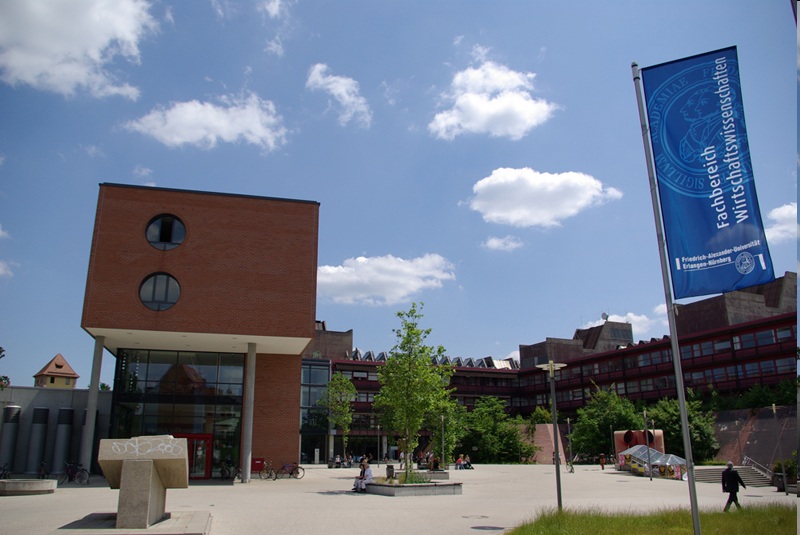 Fachbereich
Wirtschaftswissenschaften
Friedrich-Alexander-Universität
Erlangen-Nürnberg